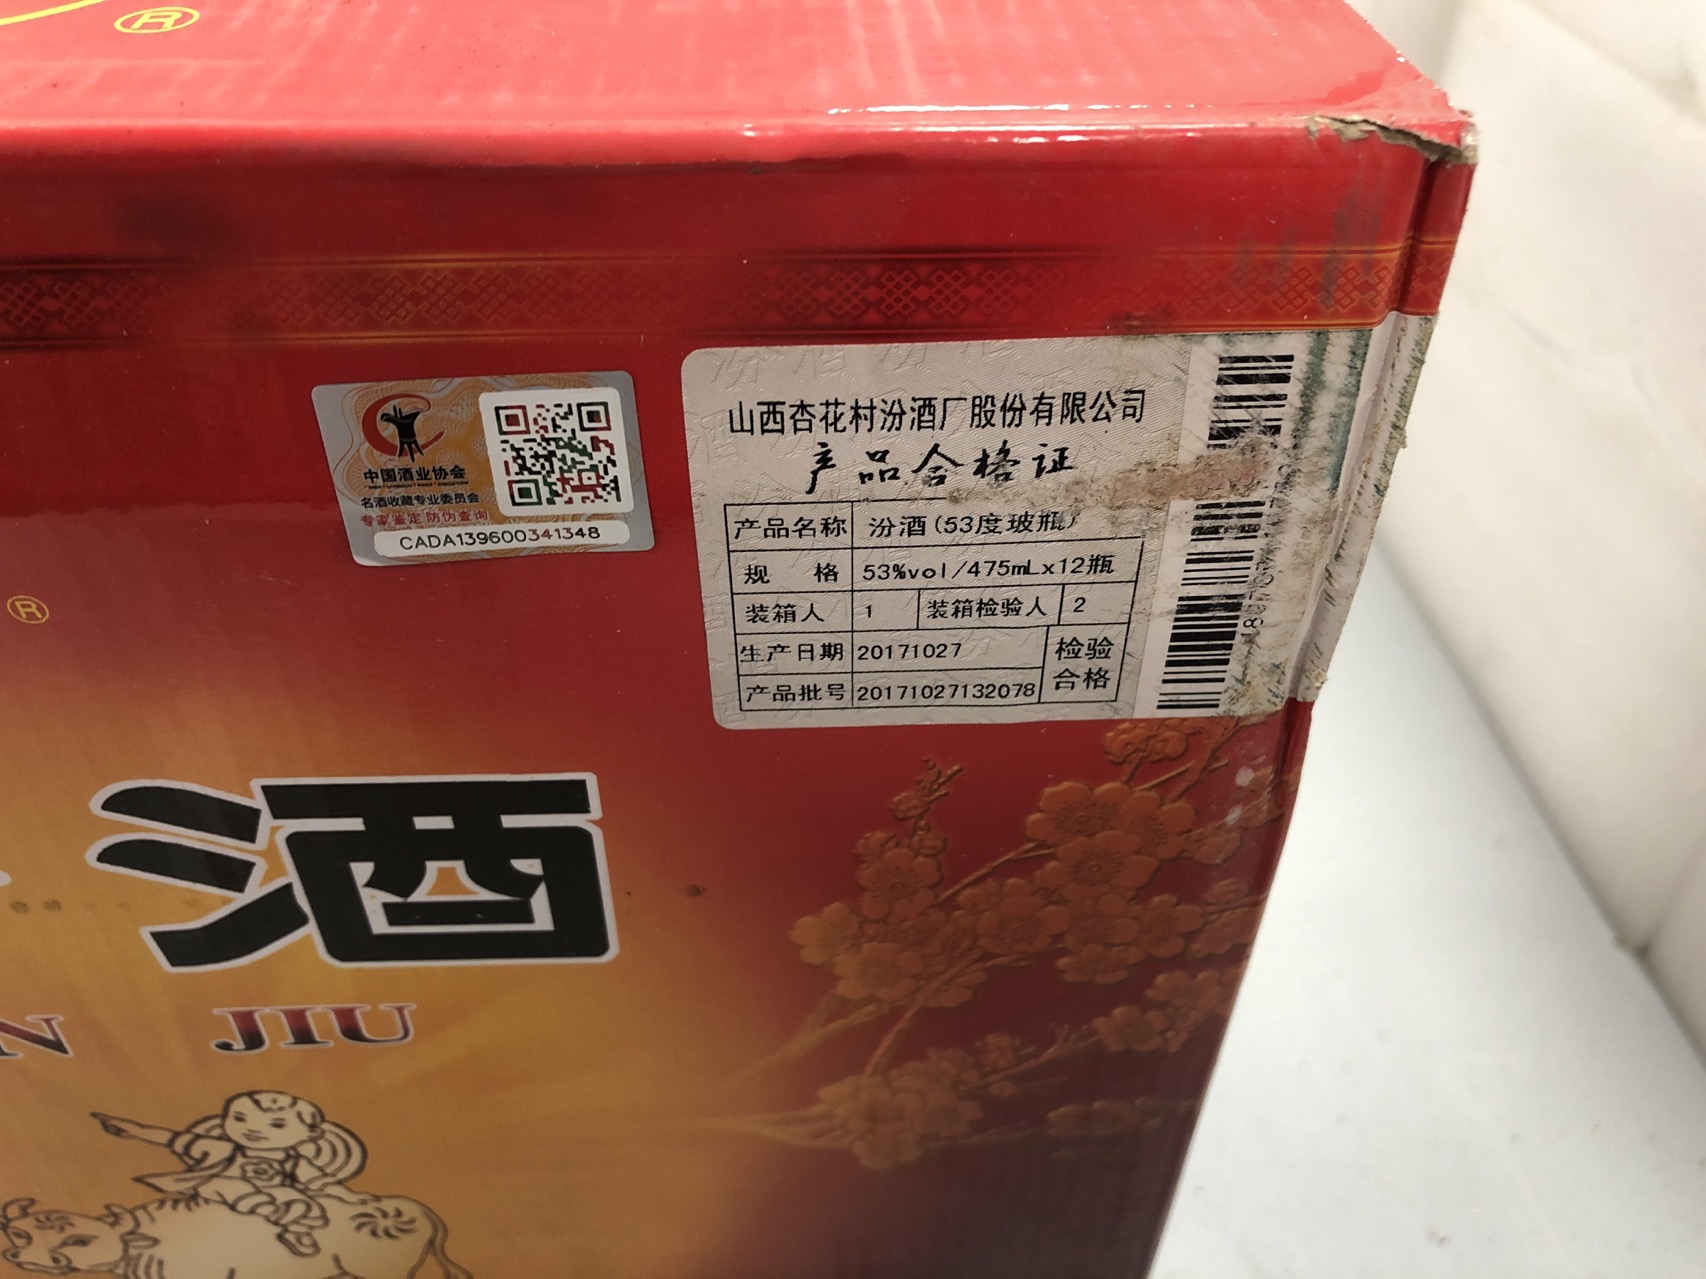 ®
中国酒业协会
名酒收藏专业委员会
专家鉴定 防伪查询
CADA139600341348
山西杏花村汾酒厂股份有限公司
产品合格证
产品名称 汾酒(53度玻瓶)
规 格 53%vol/475mLx12瓶
装箱人 1 装箱检验人 2
生产日期 20171027
检验
合格
产品批号 20171027132078
®
酒
N JIU